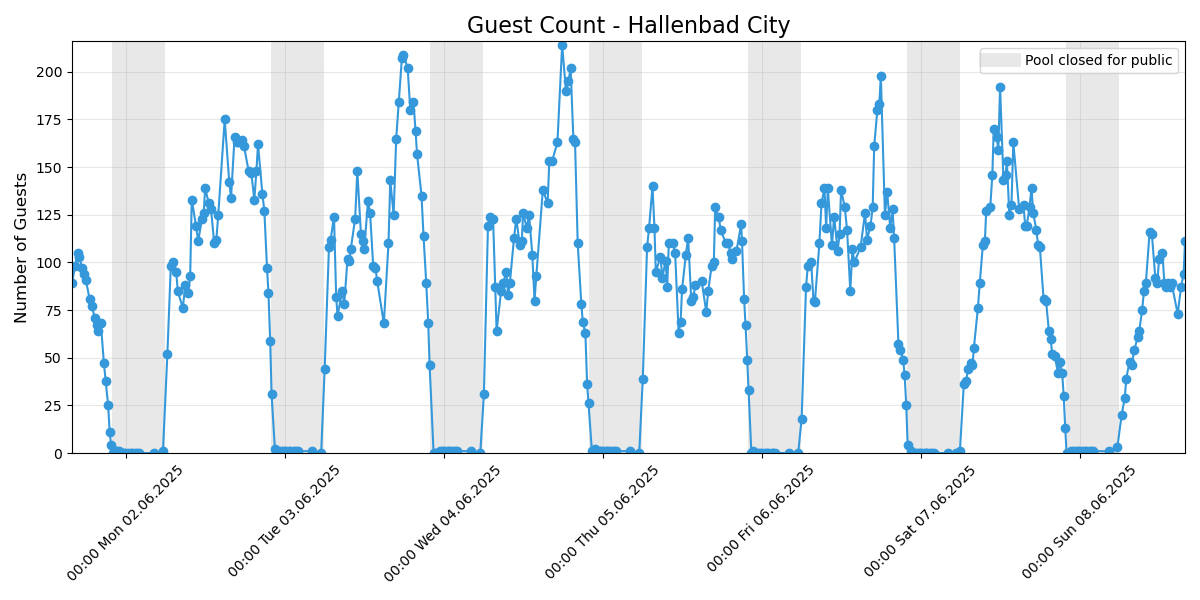 Guest Count - Hallenbad City
Pool closed for public
Number of Guests
200
175
150
125
100
75
50
25
0
00:00 Mon 02.06.2025
00:00 Tue 03.06.2025
00:00 Wed 04.06.2025
00:00 Thu 05.06.2025
00:00 Fri 06.06.2025
00:00 Sat 07.06.2025
00:00 Sun 08.06.2025